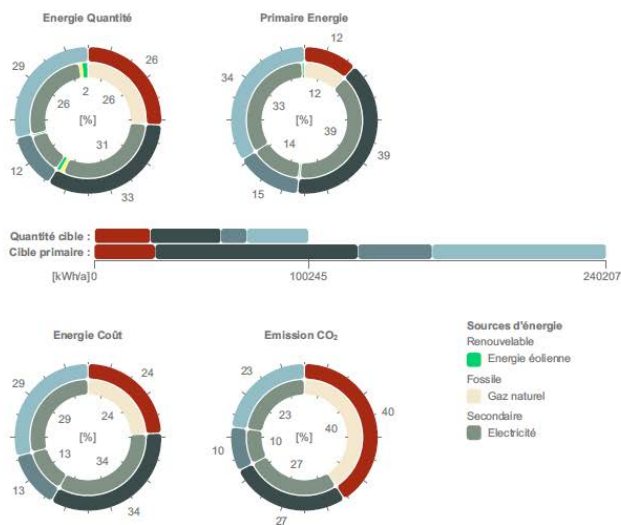 Energie Quantité
26
33
12
29
2
26
31
26
[%]
Primaire Energie
12
39
15
34
12
39
14
33
[%]
Quantité cible :
Cible primaire :
[kWh/a] 0 100245 240207
Energie Coût
24
34
13
29
24
34
13
29
[%]
Emission CO₂
40
27
10
23
40
27
10
23
[%]
Sources d'énergie
Renouvelable
Energie éolienne
Fossile
Gaz naturel
Secondaire
Electricité